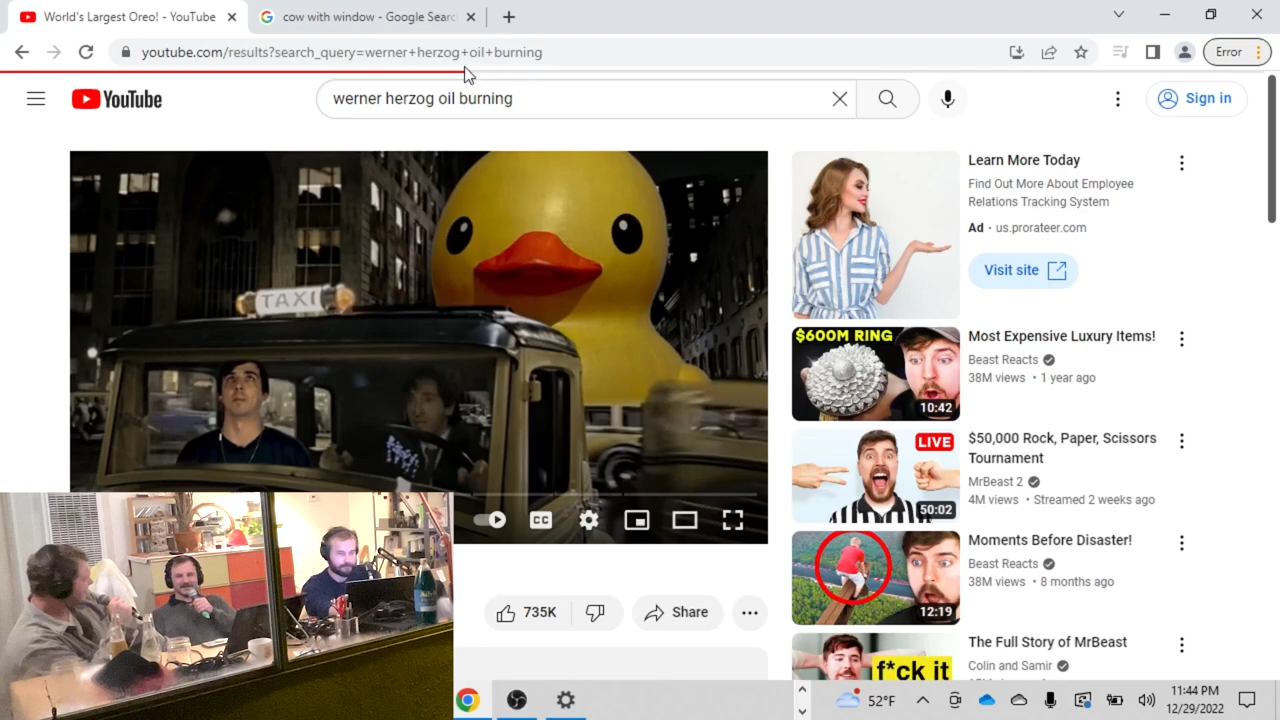 World's Largest Oreo! - YouTube
cow with window - Google Searc
youtube.com/results?search_query=werner+herzog+oil+burning
Error
YouTube
werner herzog oil burning
Sign in
TAXI
CC
735K
Share
Learn More Today
Find Out More About Employee
Relations Tracking System
Ad · us.prorateer.com
Visit site
$600M RING
10:42
Most Expensive Luxury Items!
Beast Reacts
38M views · 1 year ago
LIVE
50:02
$50,000 Rock, Paper, Scissors
Tournament
MrBeast 2
4M views · Streamed 2 weeks ago
12:19
Moments Before Disaster!
Beast Reacts
38M views · 8 months ago
f*ck it
The Full Story of MrBeast
Colin and Samir
52°F
11:44 PM
12/29/2022